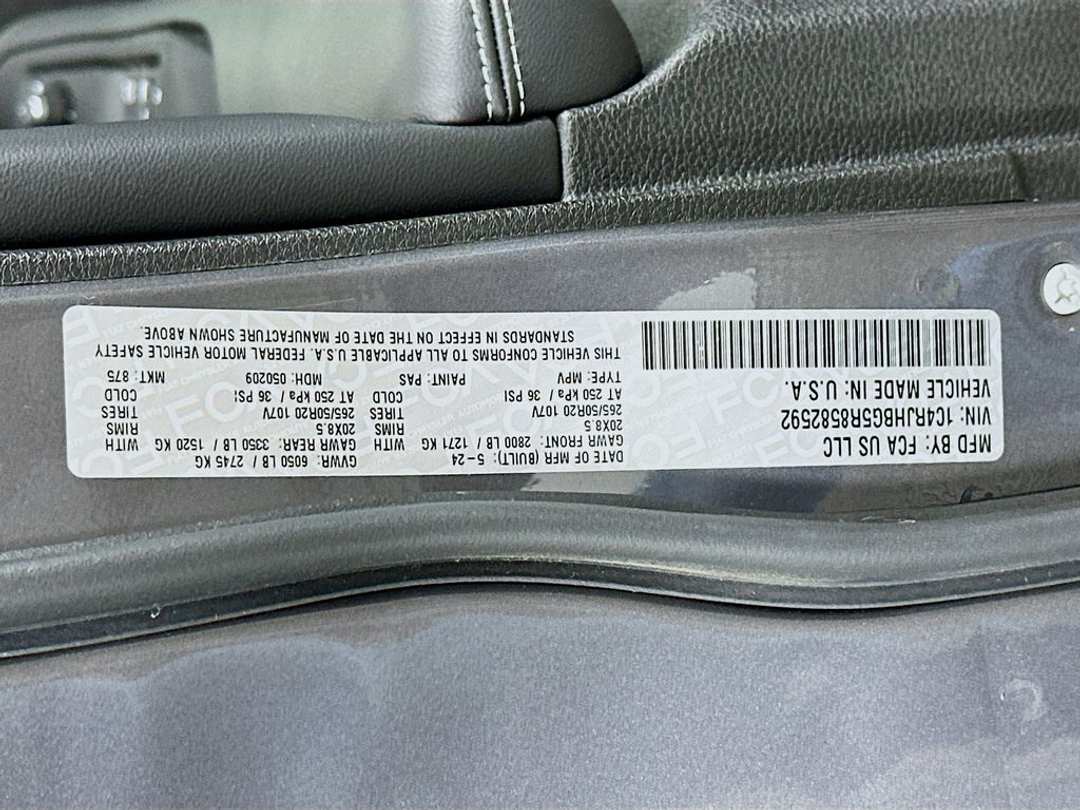 MFD BY: FCA US LLC
VIN: 1C4RJHBG5R8582592
VEHICLE MADE IN: U.S.A.
DATE OF MFR (BUILT): 5-24
GVWR: 6050 LB / 2745 KG
GAWR FRONT: 2800 LB / 1271 KG WITH
GAWR REAR: 3350 LB / 1520 KG WITH
20X8.5 RIMS
20X8.5 RIMS
265/50R20 107V TIRES
265/50R20 107V TIRES
AT 250 kPa / 36 PSI COLD
AT 250 kPa / 36 PSI COLD
TYPE: MPV PAINT: PAS MDH: 050209 MKT: 875
THIS VEHICLE CONFORMS TO ALL APPLICABLE U.S.A. FEDERAL MOTOR VEHICLE SAFETY
STANDARDS IN EFFECT ON THE DATE OF MANUFACTURE SHOWN ABOVE.